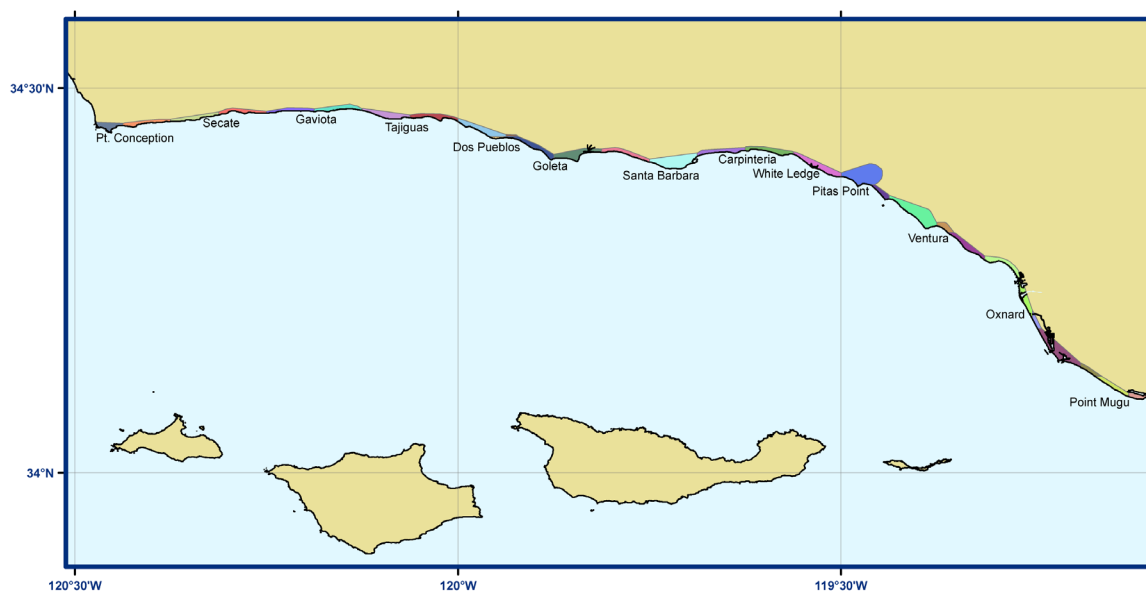 34°30'N
Pt. Conception
Secate
Gaviota
Tajiguas
Dos Pueblos
Goleta
Santa Barbara
Carpinteria
White Ledge
Pitas Point
Ventura
Oxnard
Point Mugu
34°N
120°30'W
120°W
119°30'W